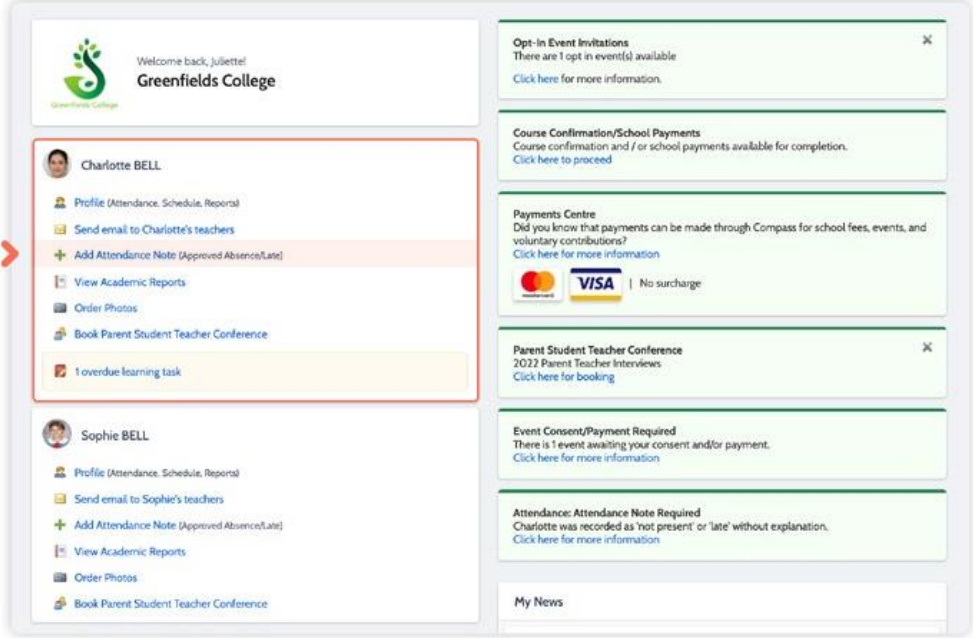 Welcome back, Juliette!
Greenfields College
Greenfields College
Charlotte BELL
Profile (Attendance, Schedule, Reports)
Send email to Charlotte's teachers
Add Attendance Note (Approved Absence/Late)
View Academic Reports
Order Photos
Book Parent Student Teacher Conference
1 overdue learning task
Sophie BELL
Profile (Attendance, Schedule, Reports)
Send email to Sophie's teachers
Add Attendance Note (Approved Absence/Late)
View Academic Reports
Order Photos
Book Parent Student Teacher Conference
Opt-In Event Invitations
There are 1 opt in event(s) available
Click here for more information.
Course Confirmation/School Payments
Course confirmation and / or school payments available for completion.
Click here to proceed
Payments Centre
Did you know that payments can be made through Compass for school fees, events, and
voluntary contributions?
Click here for more information
mastercard VISA | No surcharge
Parent Student Teacher Conference
2022 Parent Teacher Interviews
Click here for booking
Event Consent/Payment Required
There is 1 event awaiting your consent and/or payment.
Click here for more information
Attendance: Attendance Note Required
Charlotte was recorded as 'not present' or 'late' without explanation.
Click here for more information
My News